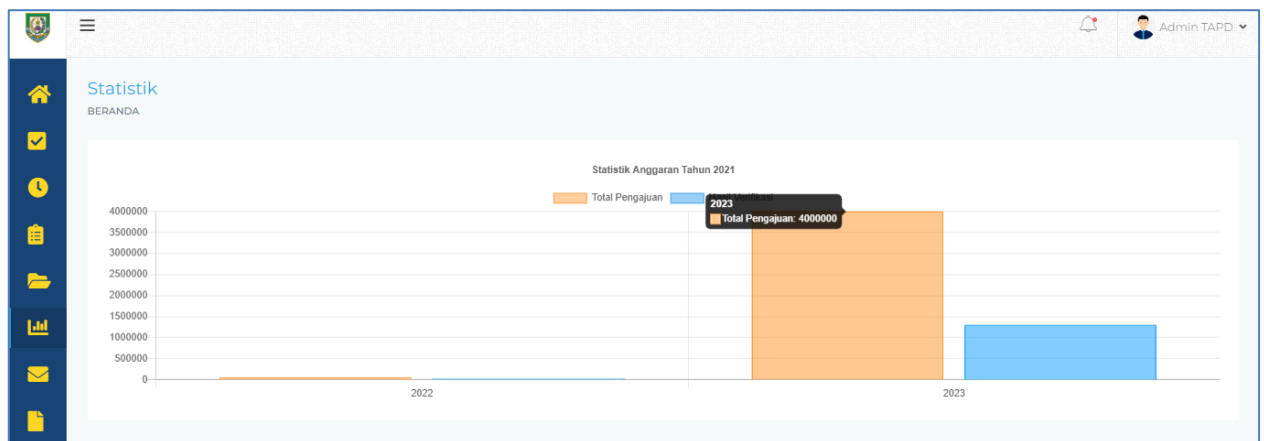 Admin TAPD
Statistik
BERANDA
Statistik Anggaran Tahun 2021
Total Pengajuan
2023
Total Pengajuan: 4000000
4000000
3500000
3000000
2500000
2000000
1500000
1000000
500000
0
2022
2023